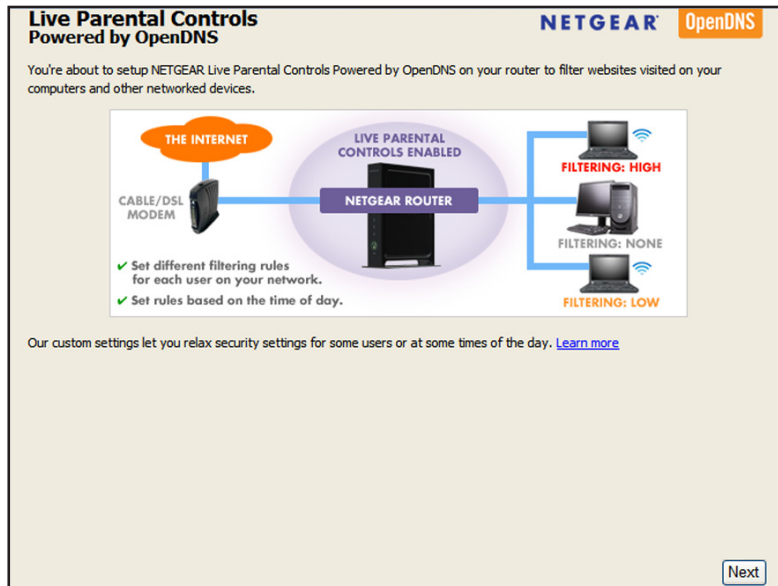 Live Parental Controls
Powered by OpenDNS
NETGEAR®
OpenDNS
You're about to setup NETGEAR Live Parental Controls Powered by OpenDNS on your router to filter websites visited on your
computers and other networked devices.
THE INTERNET
CABLE/DSL
MODEM
LIVE PARENTAL
CONTROLS ENABLED
NETGEAR ROUTER
FILTERING: HIGH
FILTERING: NONE
FILTERING: LOW
✔ Set different filtering rules
for each user on your network.
✔ Set rules based on the time of day.
Our custom settings let you relax security settings for some users or at some times of the day. Learn more
Next